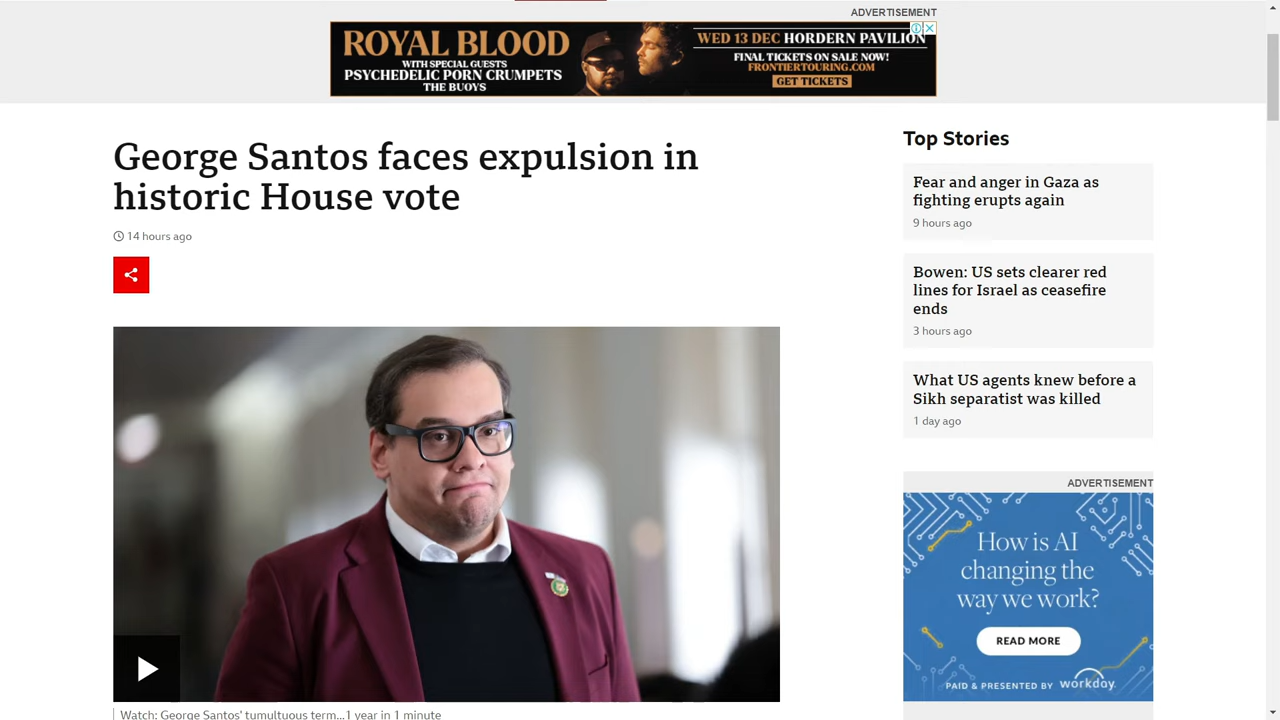 ADVERTISEMENT
ROYAL BLOOD
WITH SPECIAL GUESTS
PSYCHEDELIC PORN CRUMPETS
THE BUOYS
WED 13 DEC HORDERN PAVILION
FINAL TICKETS ON SALE NOW!
FRONTIERTOURING.COM
GET TICKETS
George Santos faces expulsion in
historic House vote
14 hours ago
Watch: George Santos' tumultuous term...1 year in 1 minute
Top Stories
Fear and anger in Gaza as
fighting erupts again
9 hours ago
Bowen: US sets clearer red
lines for Israel as ceasefire
ends
3 hours ago
What US agents knew before a
Sikh separatist was killed
1 day ago
ADVERTISEMENT
How is AI
changing the
way we work?
READ MORE
PAID & PRESENTED BY workday.